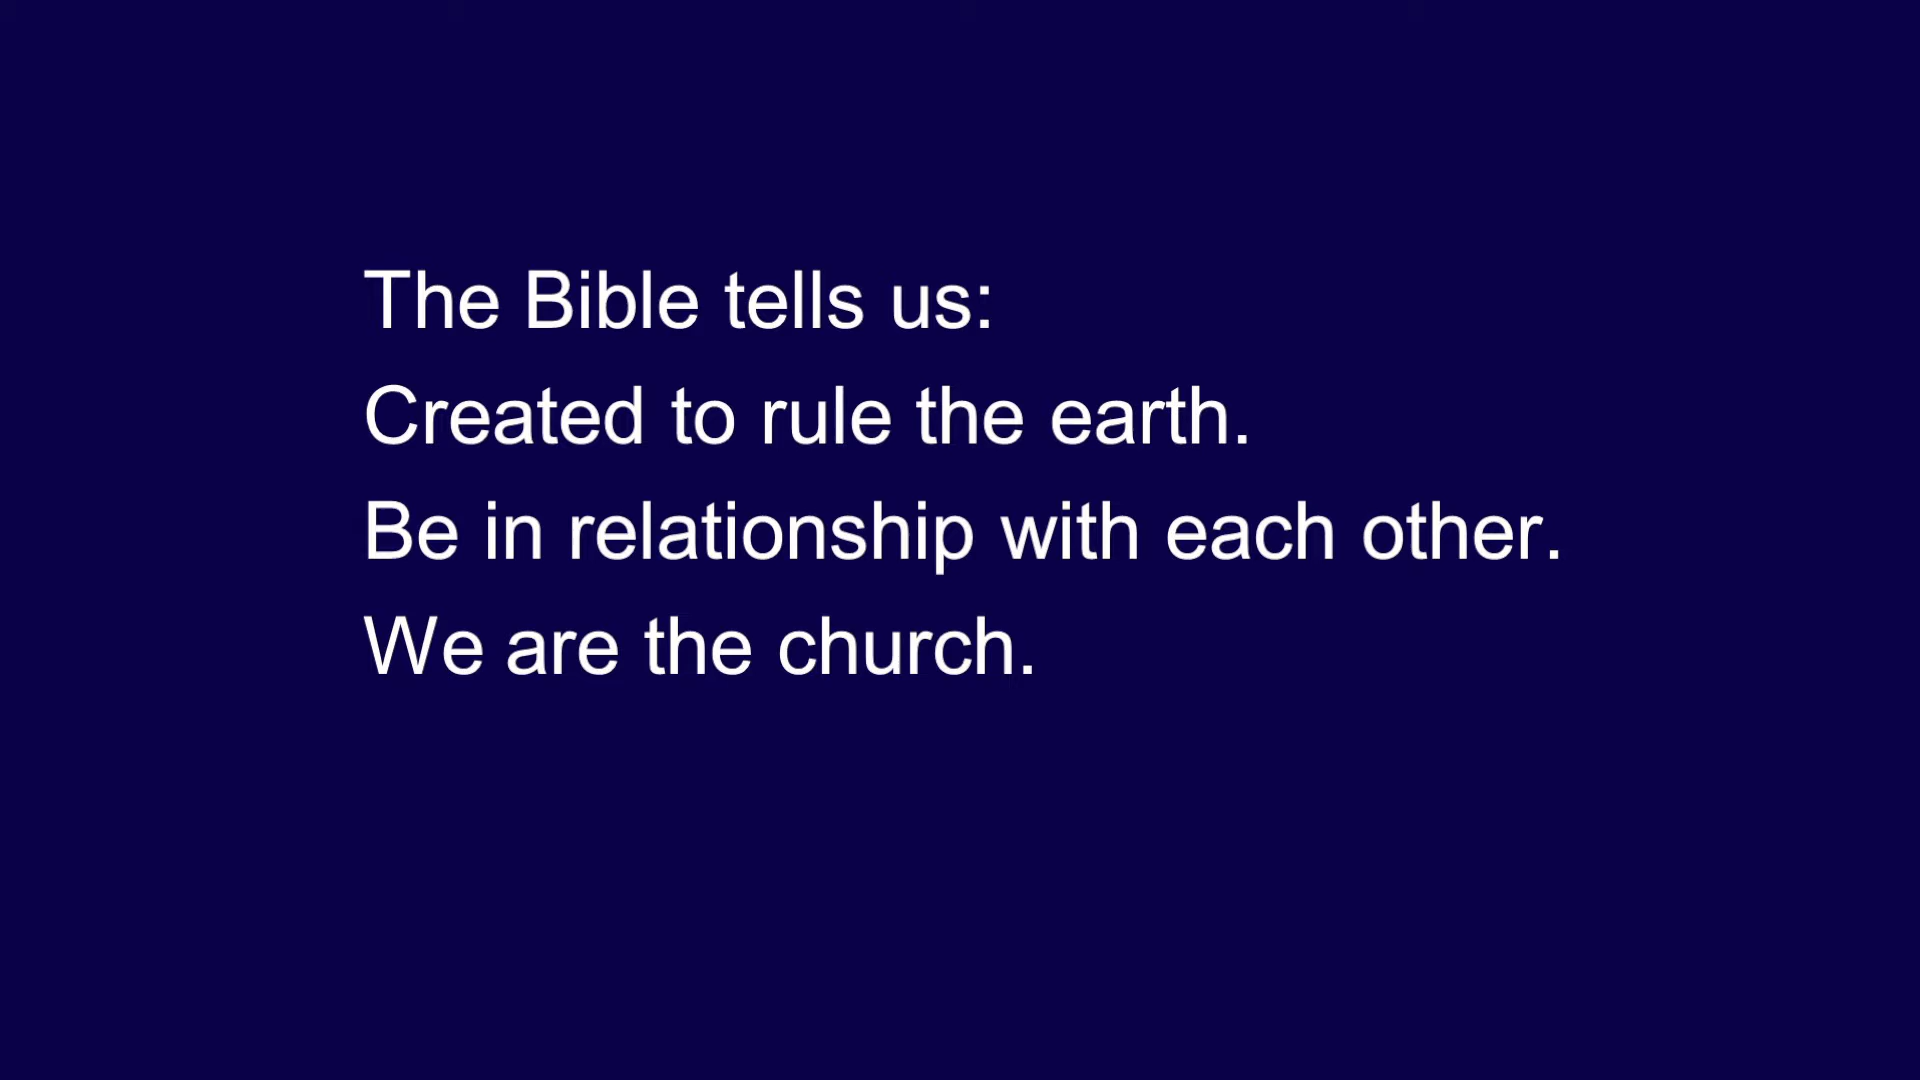 The Bible tells us:
Created to rule the earth.
Be in relationship with each other.
We are the church.